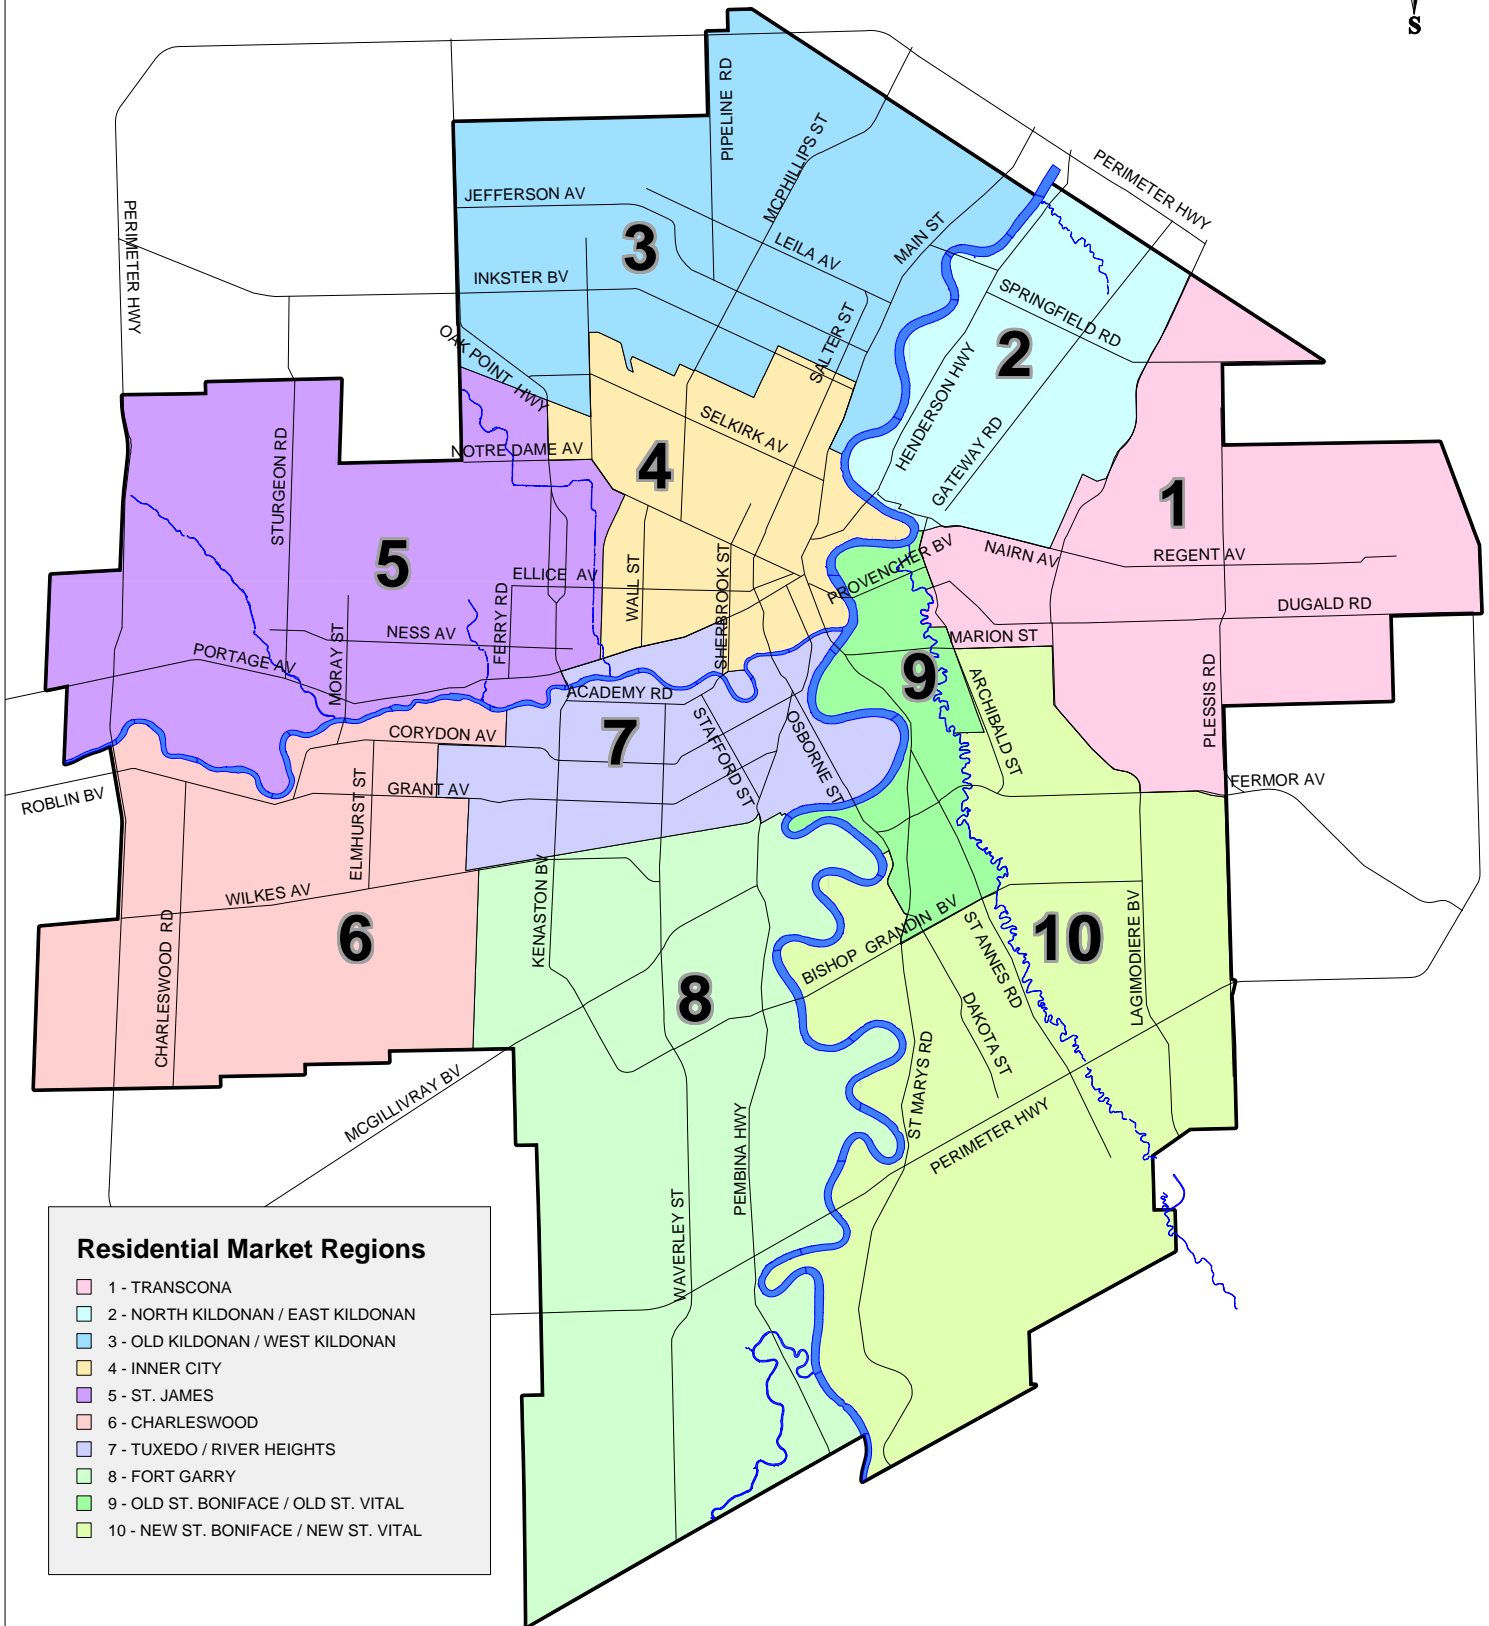 S
PIPELINE RD
MCPHILLIPS ST
PERIMETER HWY
PERIMETER HWY
JEFFERSON AV
3
LEILA AV
MAIN ST
INKSTER BV
SPRINGFIELD RD
2
SALTER ST
OAK POINT HWY
HENDERSON HWY
SELKIRK AV
GATEWAY RD
NOTRE DAME AV
STURGEON RD
4
1
5
NAIRN AV
REGENT AV
PROVENCHER BV
ELLICE AV
WALL ST
SHERBROOK ST
FERRY RD
DUGALD RD
NESS AV
MARION ST
MORAY ST
PORTAGE AV
9
ARCHIBALD ST
PLESSIS RD
ACADEMY RD
STAFFORD ST
OSBORNE ST
CORYDON AV
7
GRANT AV
FERMOR AV
ROBLIN BV
ELMHURST ST
WILKES AV
KENASTON BV
CHARLESWOOD RD
6
BISHOP GRANDIN BV
ST ANNES RD
10
LAGIMODIERE BV
8
DAKOTA ST
ST MARYS RD
MCGILLIVRAY BV
PERIMETER HWY
PEMBINA HWY
WAVERLEY ST
Residential Market Regions
1 - TRANSCONA
2 - NORTH KILDONAN / EAST KILDONAN
3 - OLD KILDONAN / WEST KILDONAN
4 - INNER CITY
5 - ST. JAMES
6 - CHARLESWOOD
7 - TUXEDO / RIVER HEIGHTS
8 - FORT GARRY
9 - OLD ST. BONIFACE / OLD ST. VITAL
10 - NEW ST. BONIFACE / NEW ST. VITAL